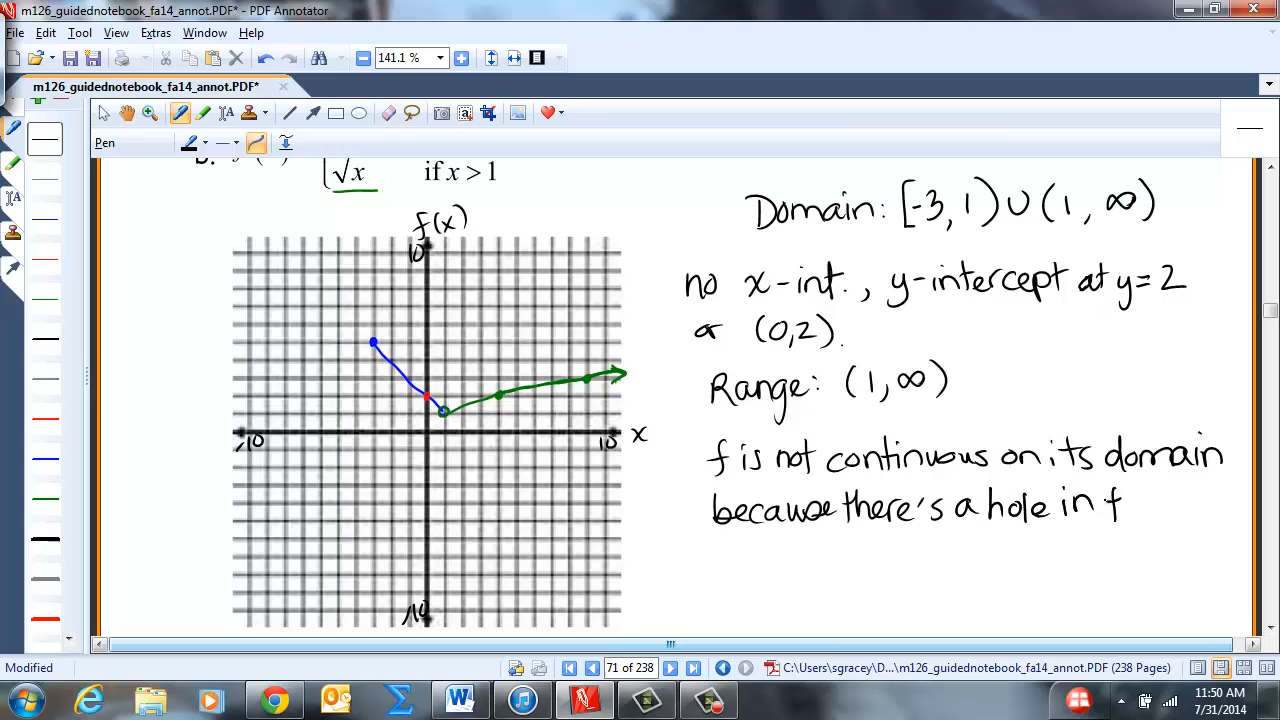 m126_guidednotebook_fa14_annot.PDF* - PDF Annotator
File Edit Tool View Extras Window Help
141.1 %
m126_guidednotebook_fa14_annot.PDF*
Pen
√x if x > 1
Domain: [-3, 1) ∪ (1, ∞)
f(x)
10
no x-int., y-intercept at y=2
or (0,2).
Range: (1, ∞)
-10 10 x
f is not continuous on its domain
because there's a hole in f
-10
Modified
71 of 238
C:\Users\sgracey\D...\m126_guidednotebook_fa14_annot.PDF (238 Pages)
11:50 AM
7/31/2014